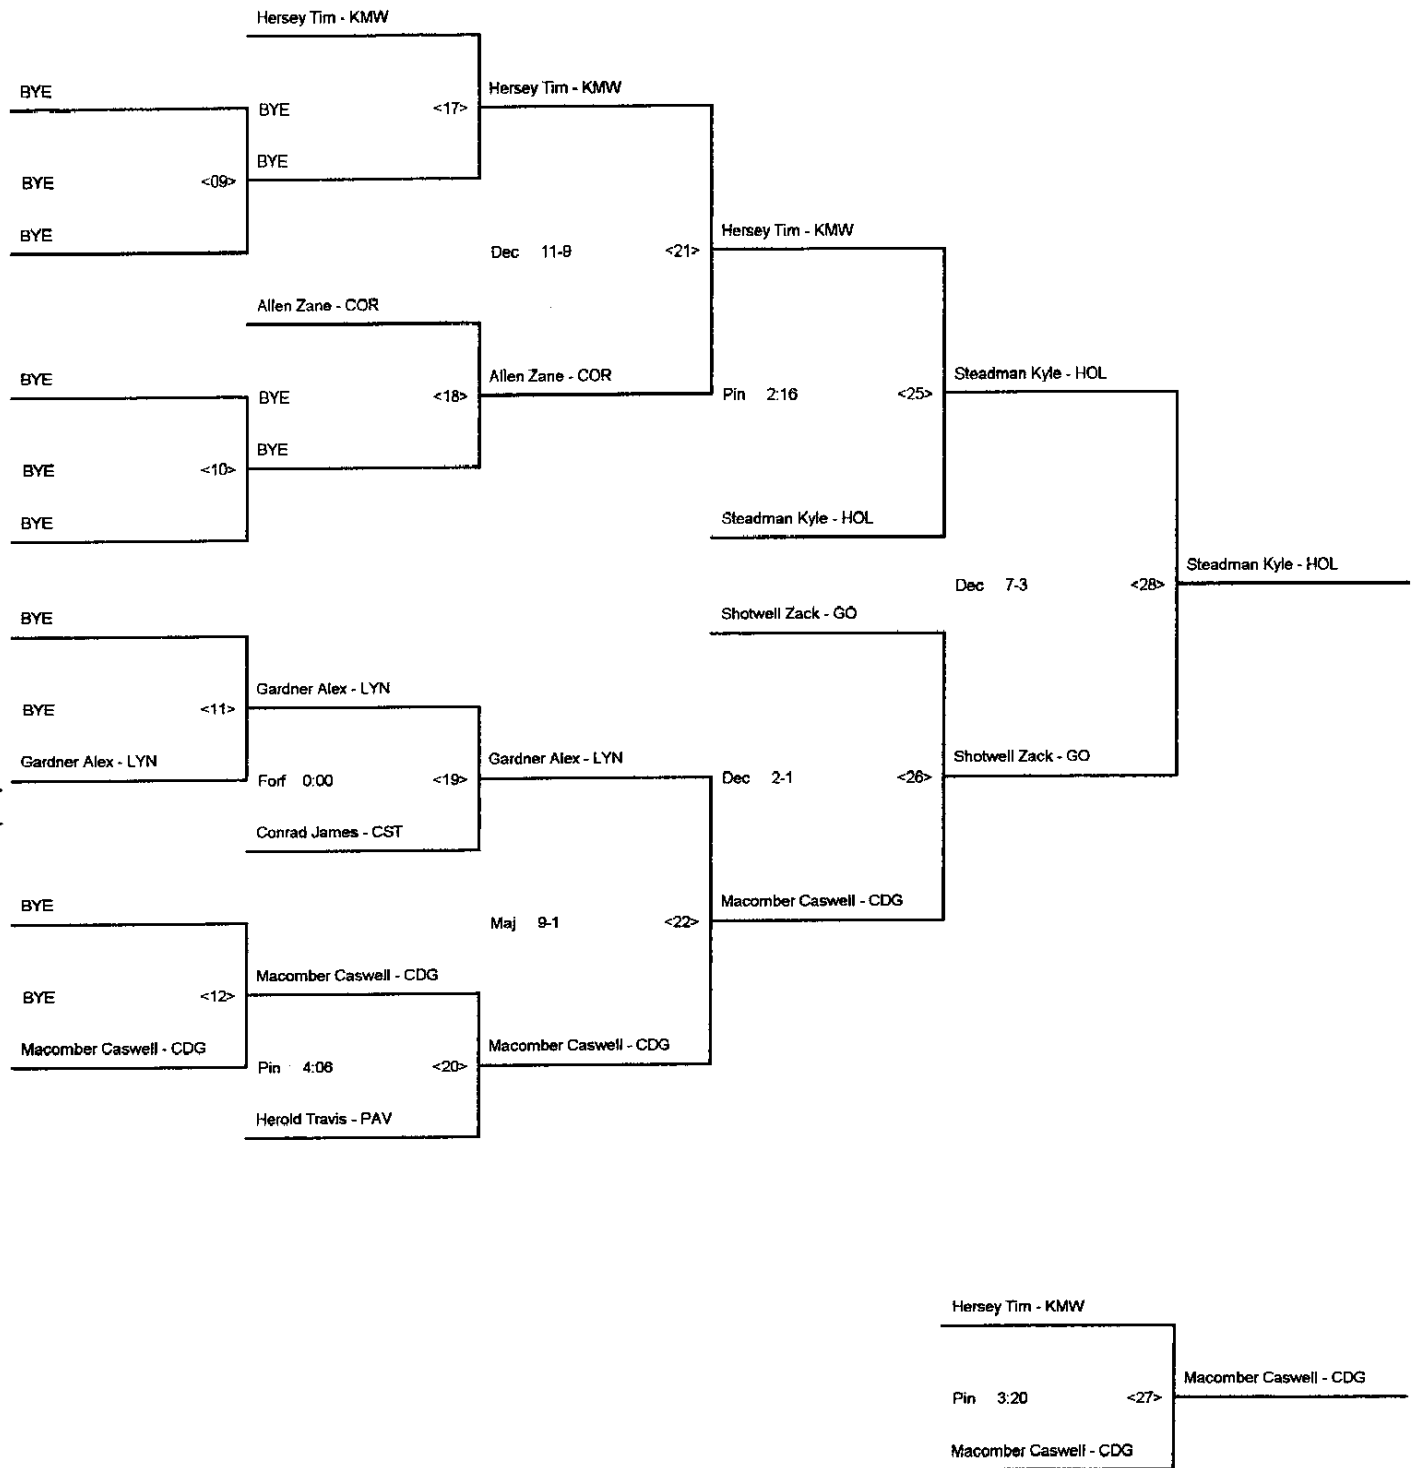 Hersey Tim - KMW
BYE
BYE <17>
Hersey Tim - KMW
BYE
BYE <09>
BYE
Dec 11-9 <21>
Hersey Tim - KMW
Allen Zane - COR
BYE
BYE <18>
Allen Zane - COR
Pin 2:16 <25>
Steadman Kyle - HOL
BYE
BYE <10>
BYE
Steadman Kyle - HOL
Dec 7-3 <28>
Steadman Kyle - HOL
BYE
Shotwell Zack - GO
Gardner Alex - LYN
BYE <11>
Gardner Alex - LYN
Forf 0:00 <19>
Gardner Alex - LYN
Dec 2-1 <26>
Shotwell Zack - GO
Conrad James - CST
BYE
Maj 9-1 <22>
Macomber Caswell - CDG
Macomber Caswell - CDG
BYE <12>
Macomber Caswell - CDG
Pin 4:06 <20>
Macomber Caswell - CDG
Herold Travis - PAV
Hersey Tim - KMW
Pin 3:20 <27>
Macomber Caswell - CDG
Macomber Caswell - CDG